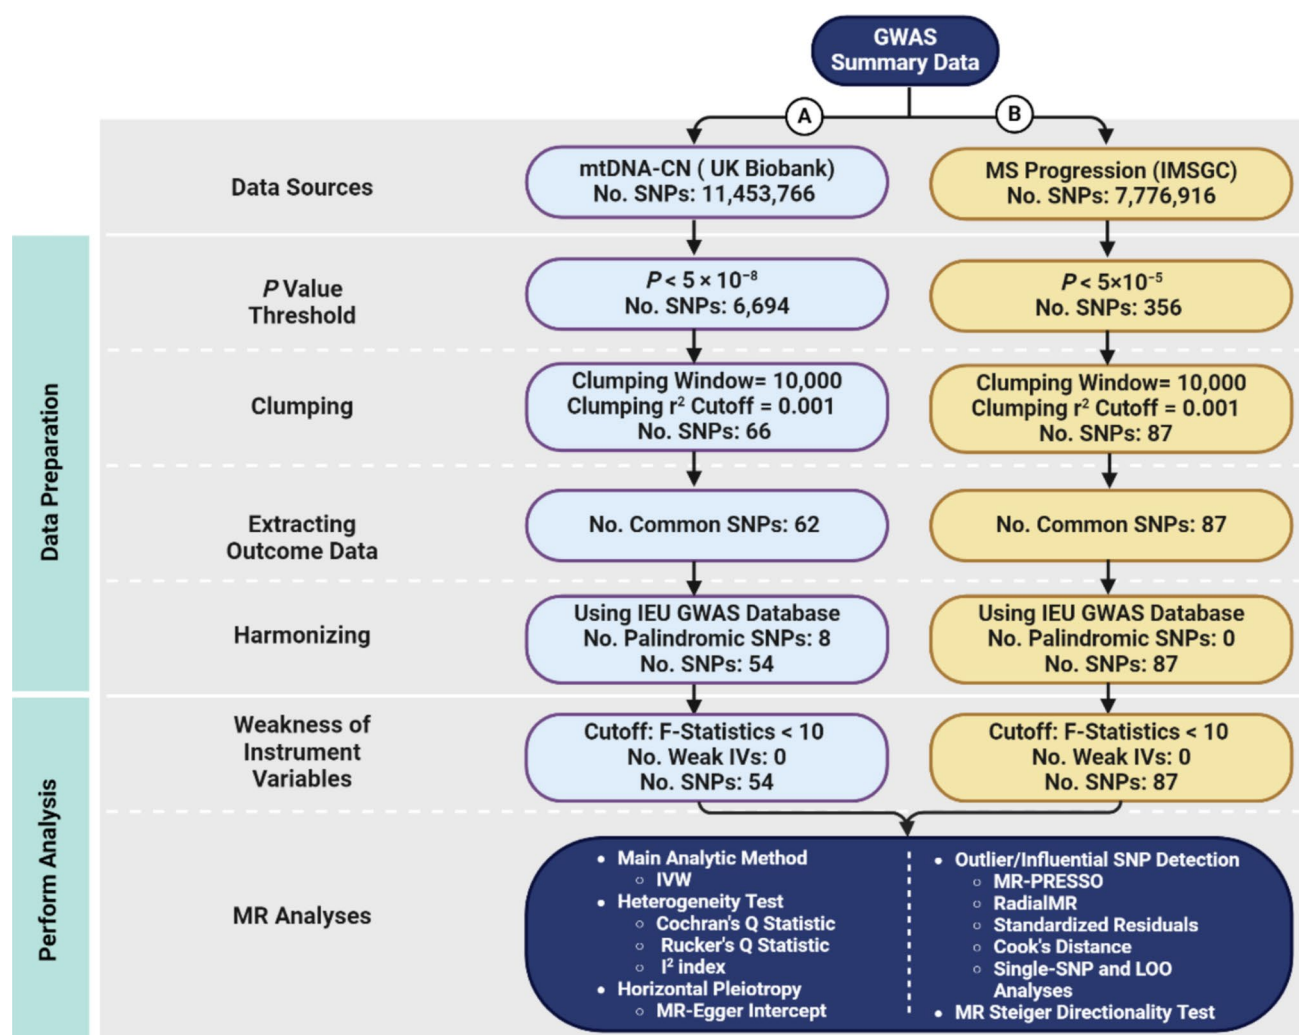 GWAS
Summary Data
A
B
Data Sources
mtDNA-CN ( UK Biobank)
No. SNPs: 11,453,766
MS Progression (IMSGC)
No. SNPs: 7,776,916
Data Preparation
P Value
Threshold
P < 5 × 10⁻⁸
No. SNPs: 6,694
P < 5×10⁻⁵
No. SNPs: 356
Clumping
Clumping Window= 10,000
Clumping r² Cutoff = 0.001
No. SNPs: 66
Clumping Window= 10,000
Clumping r² Cutoff = 0.001
No. SNPs: 87
Extracting
Outcome Data
No. Common SNPs: 62
No. Common SNPs: 87
Harmonizing
Using IEU GWAS Database
No. Palindromic SNPs: 8
No. SNPs: 54
Using IEU GWAS Database
No. Palindromic SNPs: 0
No. SNPs: 87
Perform Analysis
Weakness of
Instrument
Variables
Cutoff: F-Statistics < 10
No. Weak IVs: 0
No. SNPs: 54
Cutoff: F-Statistics < 10
No. Weak IVs: 0
No. SNPs: 87
MR Analyses
• Main Analytic Method
○ IVW
• Heterogeneity Test
○ Cochran's Q Statistic
○ Rucker's Q Statistic
○ I² index
• Horizontal Pleiotropy
○ MR-Egger Intercept
• Outlier/Influential SNP Detection
○ MR-PRESSO
○ RadialMR
○ Standardized Residuals
○ Cook's Distance
○ Single-SNP and LOO
Analyses
• MR Steiger Directionality Test